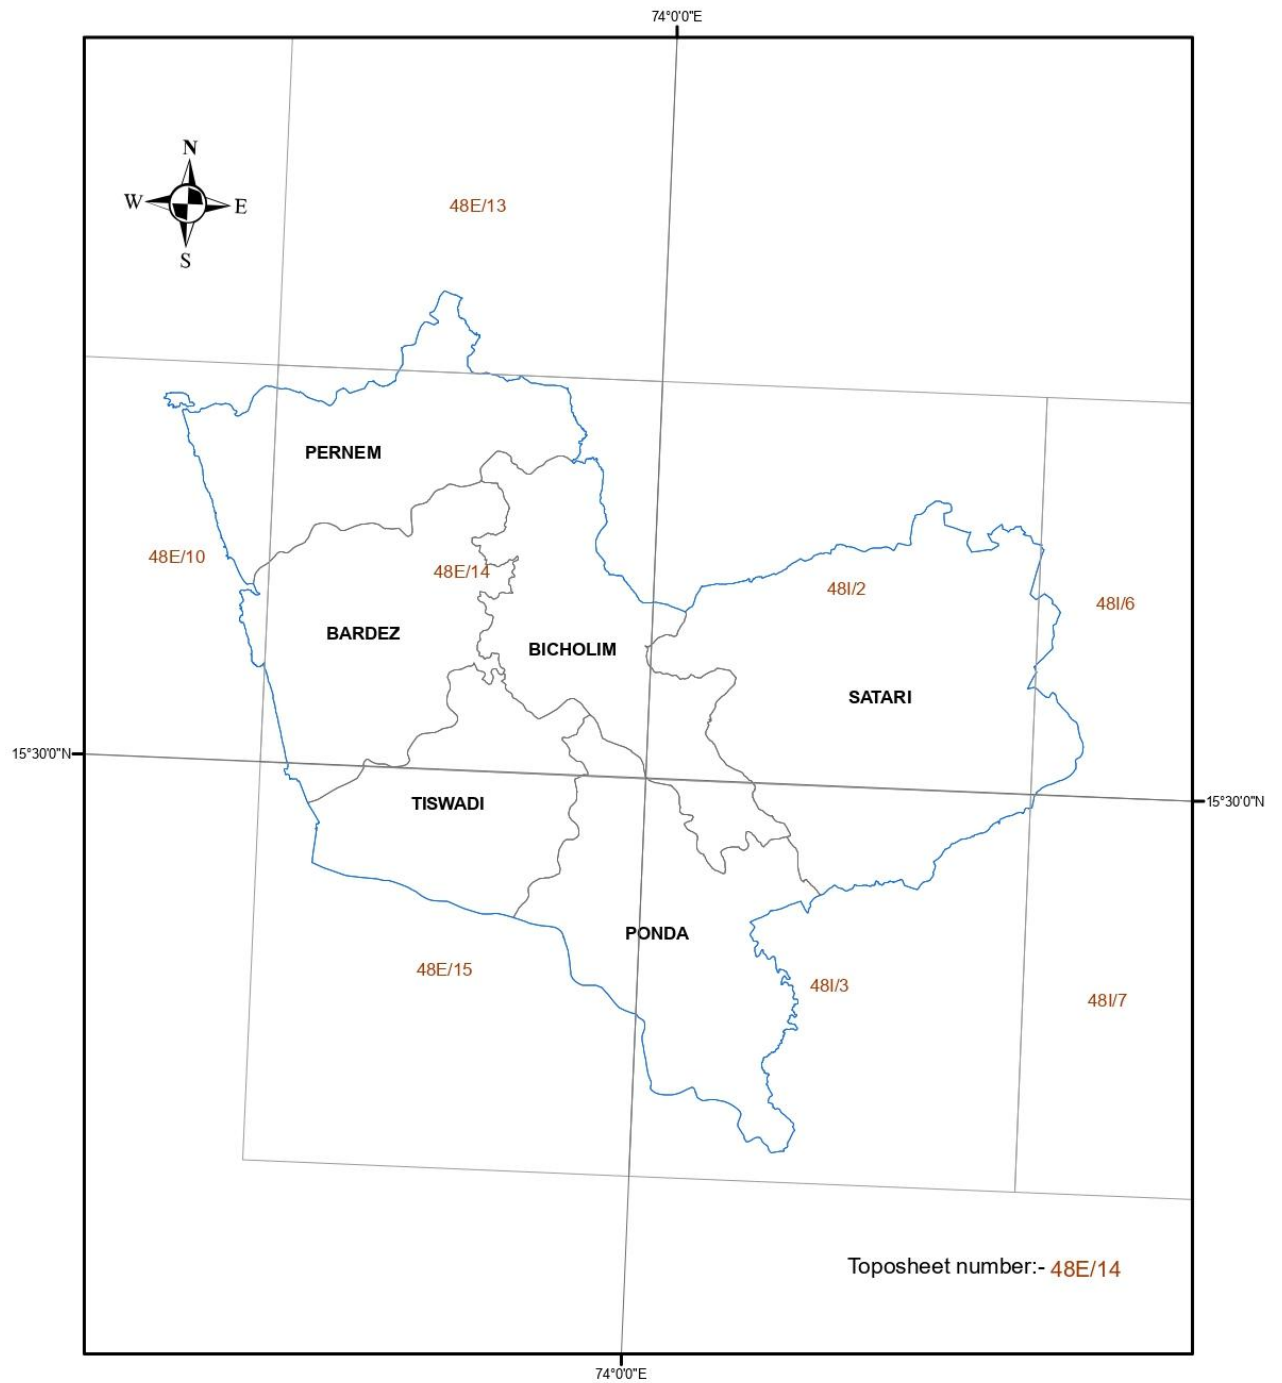 74°0'0"E
N
W
E
S
48E/13
PERNEM
48E/10
48E/14
48I/2
48I/6
BARDEZ
BICHOLIM
SATARI
15°30'0"N
TISWADI
15°30'0"N
PONDA
48E/15
48I/3
48I/7
Toposheet number:- 48E/14
74°0'0"E